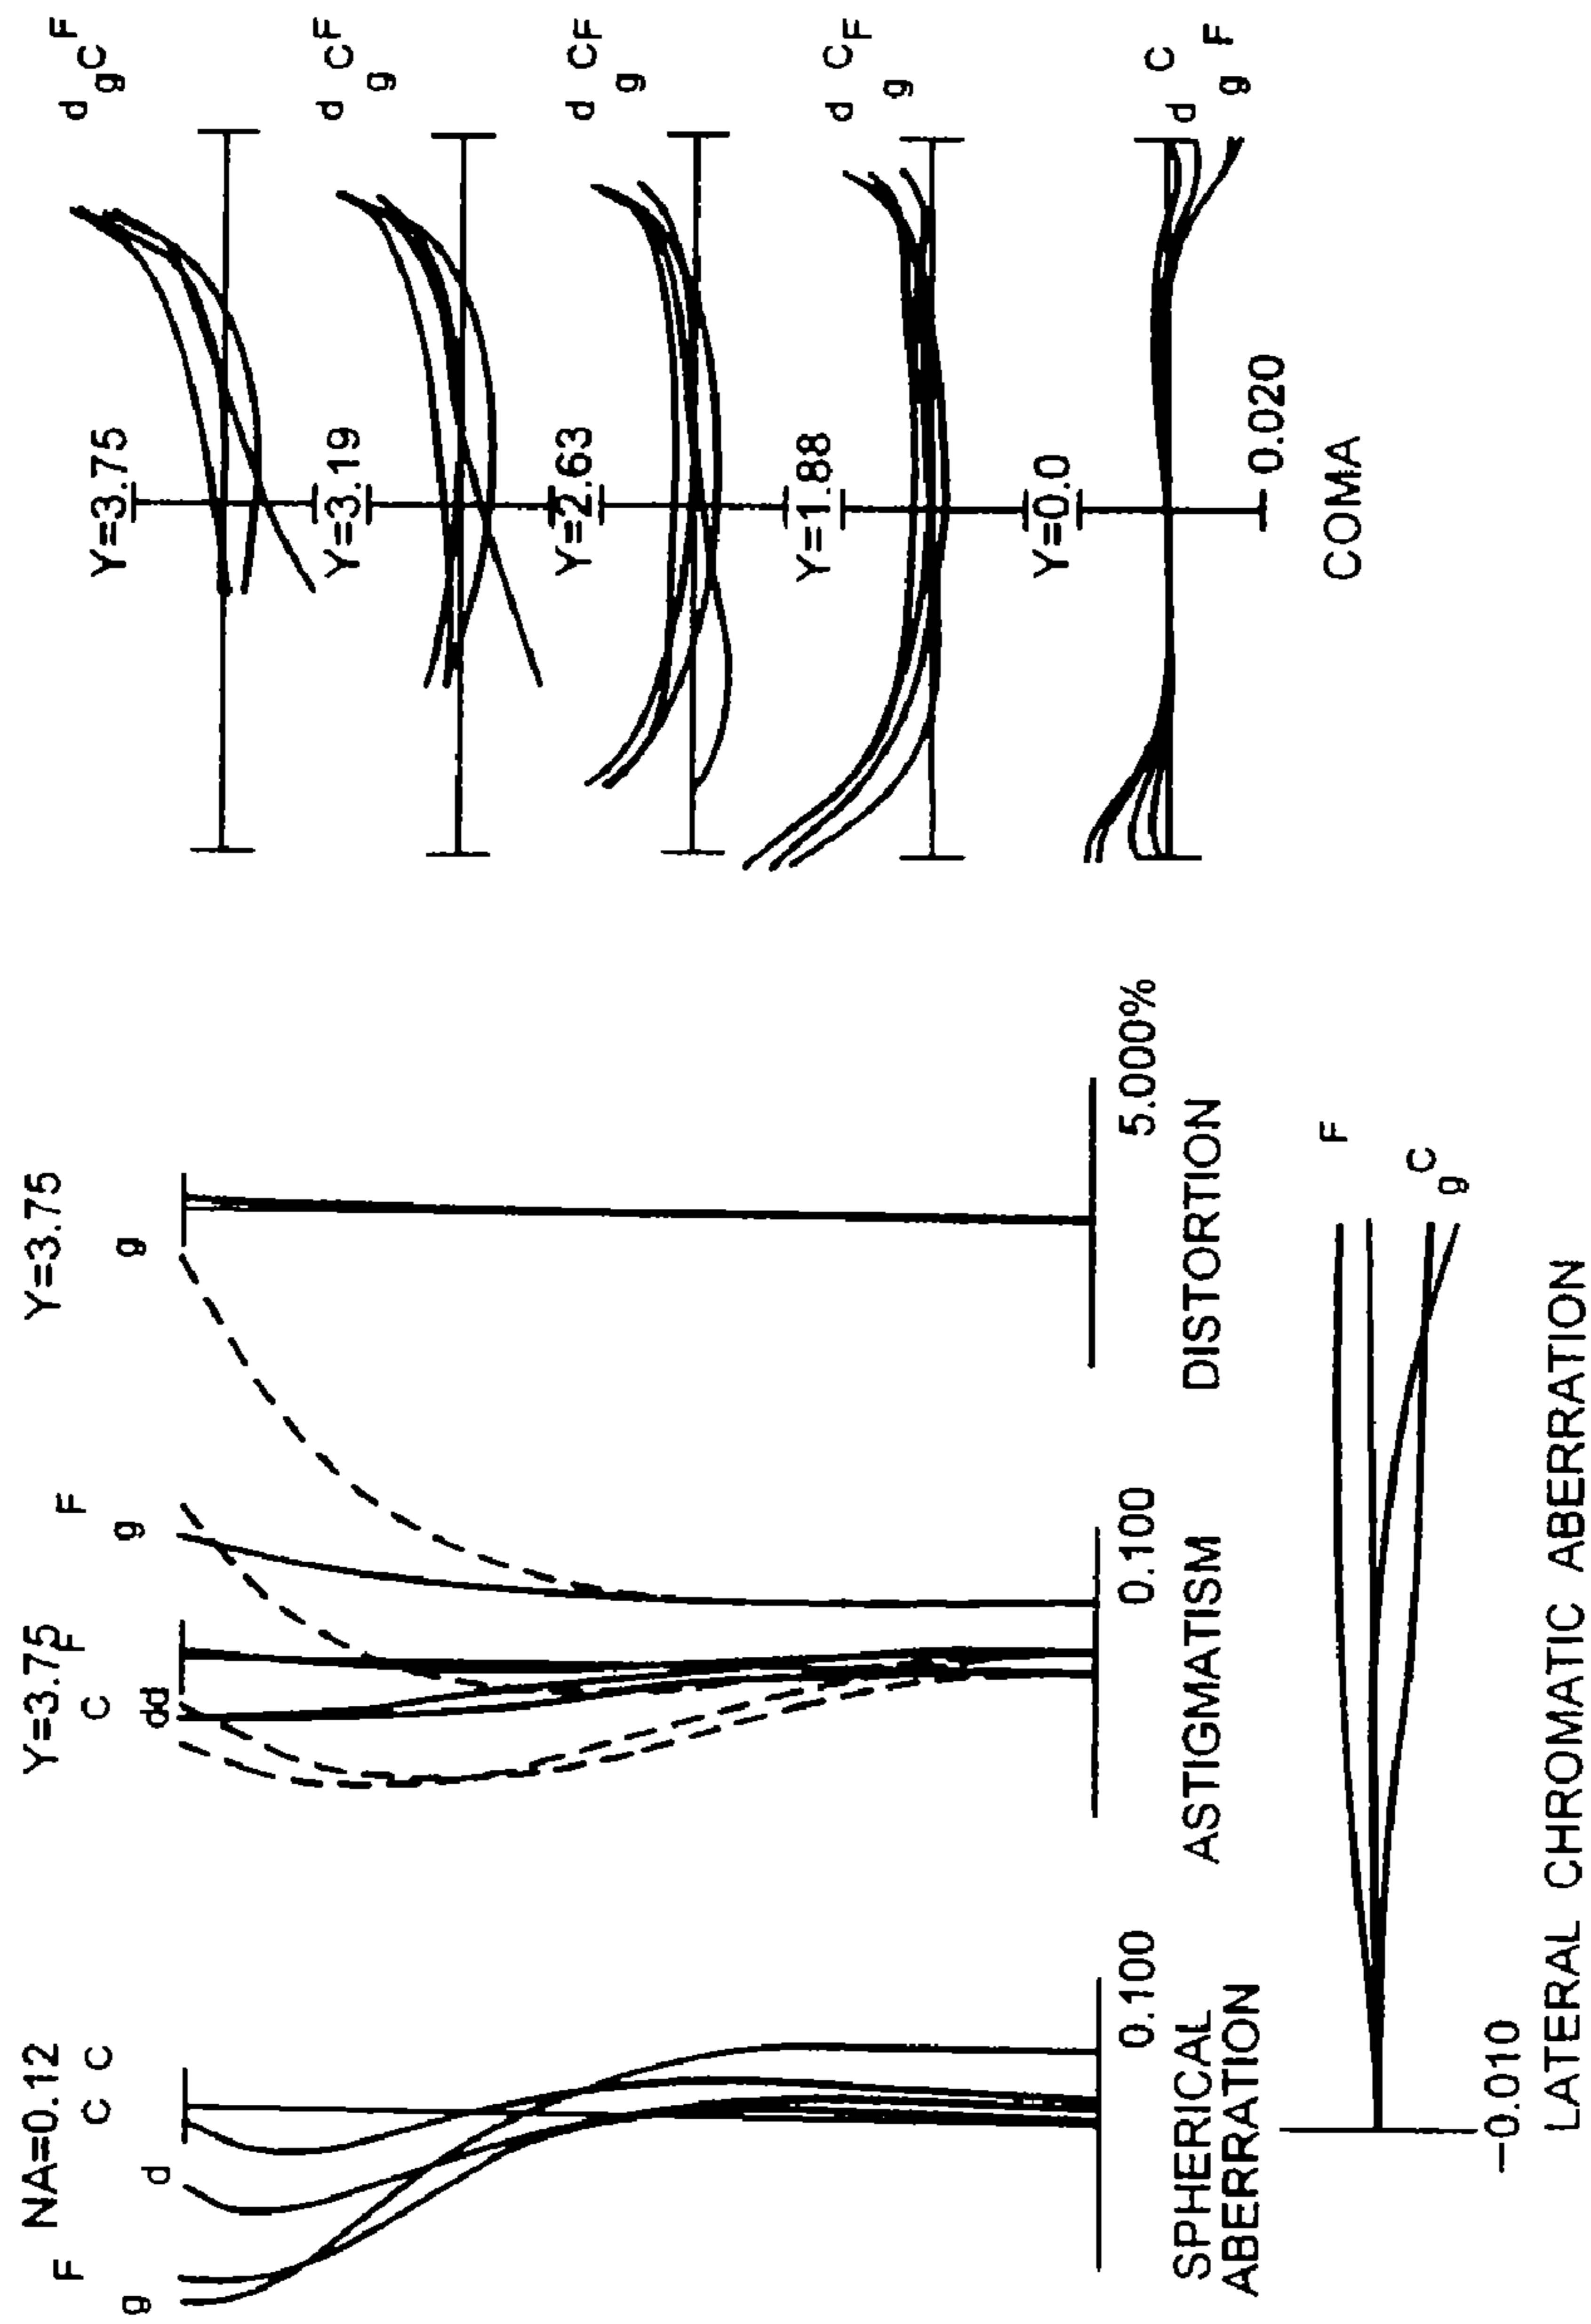 NA=0.12
F
g
d
C
C
0.100
SPHERICAL
ABERRATION
Y=3.75
C
F
dd
g
F
0.100
ASTIGMATISM
Y=3.75
g
5.000%
DISTORTION
Y=3.75
d g C F
Y=3.19
d g C F
Y=2.63
d g C F
Y=1.88
d g C F
Y=0.0
d C g F
0.020
COMA
F
C
g
−0.010
LATERAL CHROMATIC ABERRATION